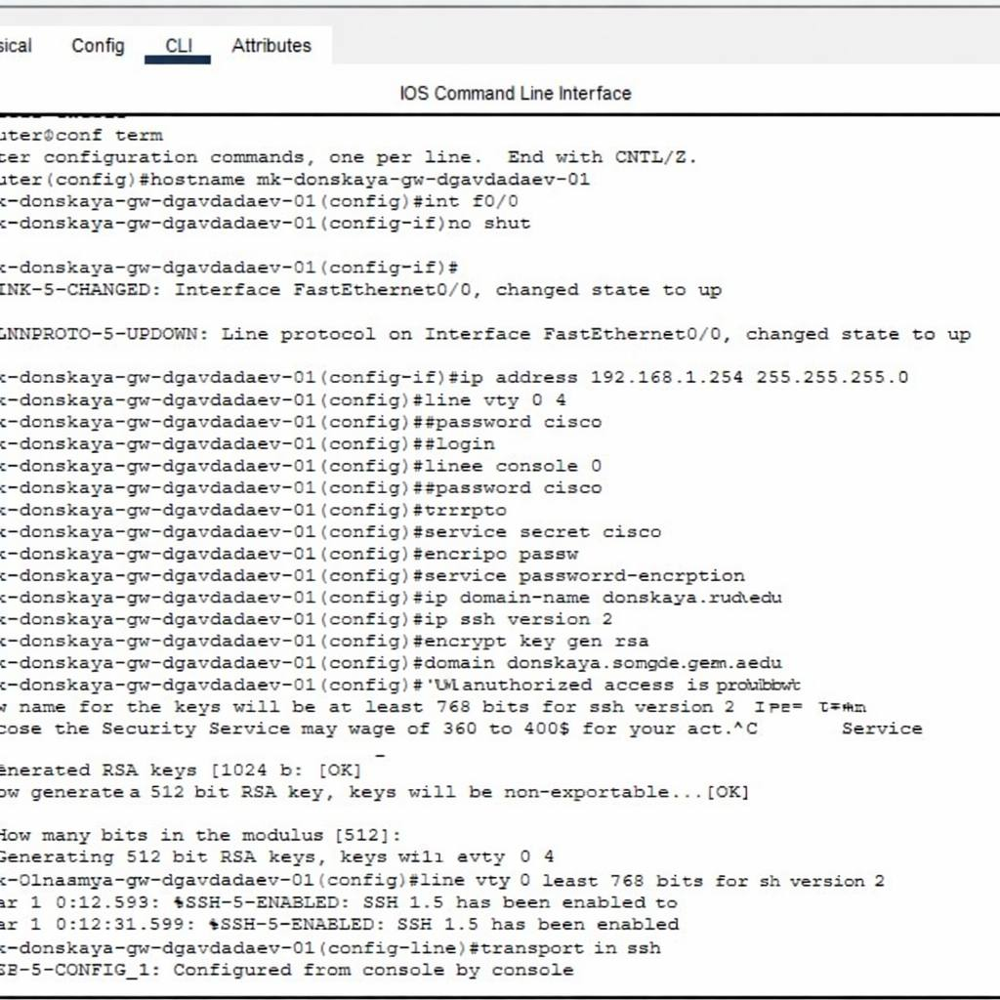 sical Config CLI Attributes
IOS Command Line Interface
uter@conf term
ter configuration commands, one per line. End with CNTL/Z.
uter(config)#hostname mk-donskaya-gw-dgavdadaev-01
k-donskaya-gw-dgavdadaev-01(config)#int f0/0
k-donskaya-gw-dgavdadaev-01(config-if)no shut
k-donskaya-gw-dgavdadaev-01(config-if)#
INK-5-CHANGED: Interface FastEthernet0/0, changed state to up
LNNPROTO-5-UPDOWN: Line protocol on Interface FastEthernet0/0, changed state to up
k-donskaya-gw-dgavdadaev-01(config-if)#ip address 192.168.1.254 255.255.255.0
k-donskaya-gw-dgavdadaev-01(config)#line vty 0 4
k-donskaya-gw-dgavdadaev-01(config)##password cisco
k-donskaya-gw-dgavdadaev-01(config)##login
k-donskaya-gw-dgavdadaev-01(config)#linee console 0
k-donskaya-gw-dgavdadaev-01(config)##password cisco
k-donskaya-gw-dgavdadaev-01(config)#trrrpto
k-donskaya-gw-dgavdadaev-01(config)#service secret cisco
k-donskaya-gw-dgavdadaev-01(config)#encripo passw
k-donskaya-gw-dgavdadaev-01(config)#service passworrd-encrption
k-donskaya-gw-dgavdadaev-01(config)#ip domain-name donskaya.rud\edu
k-donskaya-gw-dgavdadaev-01(config)#ip ssh version 2
k-donskaya-gw-dgavdadaev-01(config)#encrypt key gen rsa
k-donskaya-gw-dgavdadaev-01(config)#domain donskaya.somgde.gem.aedu
k-donskaya-gw-dgavdadaev-01(config)# access is
w name for the keys will be at least 768 bits for ssh version 2
cose the Security Service may wage of 360 to 400$ for your act.^C Service
enerated RSA keys [1024 b: [OK]
ow generate a 512 bit RSA key, keys will be non-exportable...[OK]
How many bits in the modulus [512]:
Generating 512 bit RSA keys, keys will avty 0 4
k-Olnasmya-gw-dgavdadaev-01(config)#line vty 0 least 768 bits for sh version 2
ar 1 0:12.593: %SSH-5-ENABLED: SSH 1.5 has been enabled to
ar 1 0:12:31.599: %SSH-5-ENABLED: SSH 1.5 has been enabled
k-donskaya-gw-dgavdadaev-01(config-line)#transport in ssh
SB-5-CONFIG_1: Configured from console by console